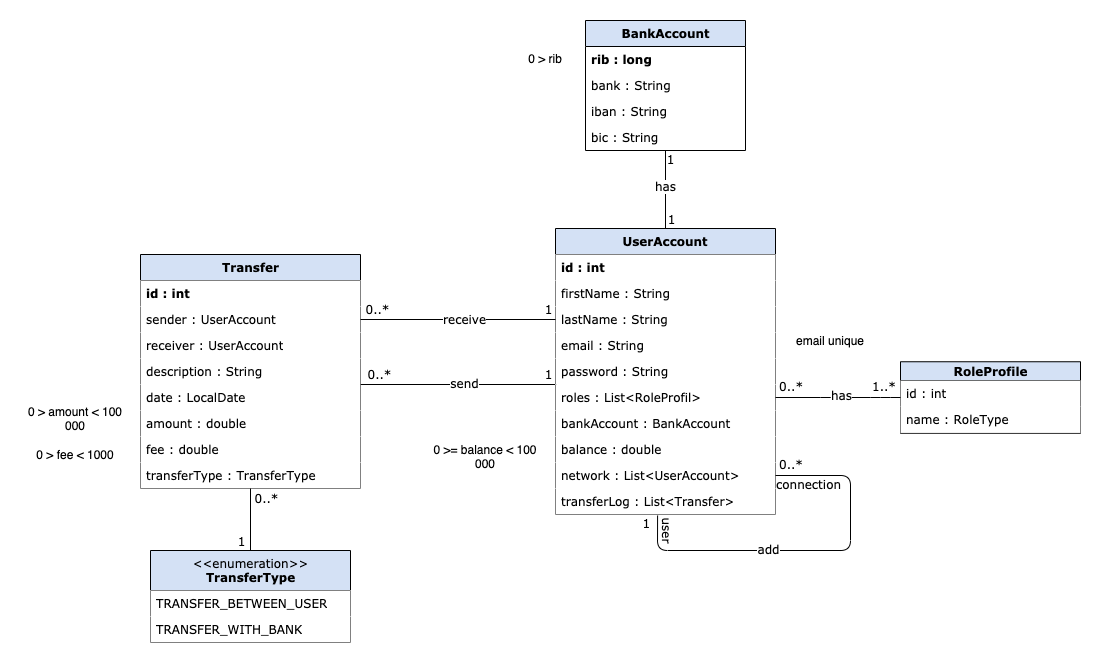 BankAccount
0 > rib
rib : long
bank : String
iban : String
bic : String
1
has
1
UserAccount
id : int
firstName : String
lastName : String
email : String
password : String
roles : List<RoleProfil>
bankAccount : BankAccount
balance : double
network : List<UserAccount>
transferLog : List<Transfer>
Transfer
id : int
sender : UserAccount
receiver : UserAccount
description : String
date : LocalDate
amount : double
fee : double
transferType : TransferType
0..*
receive
1
0..*
send
1
0 > amount < 100
000
0 > fee < 1000
0 >= balance < 100
000
email unique
0..*
has
1..*
RoleProfile
id : int
name : RoleType
0..*
connection
1
user
add
0..*
1
<<enumeration>>
TransferType
TRANSFER_BETWEEN_USER
TRANSFER_WITH_BANK